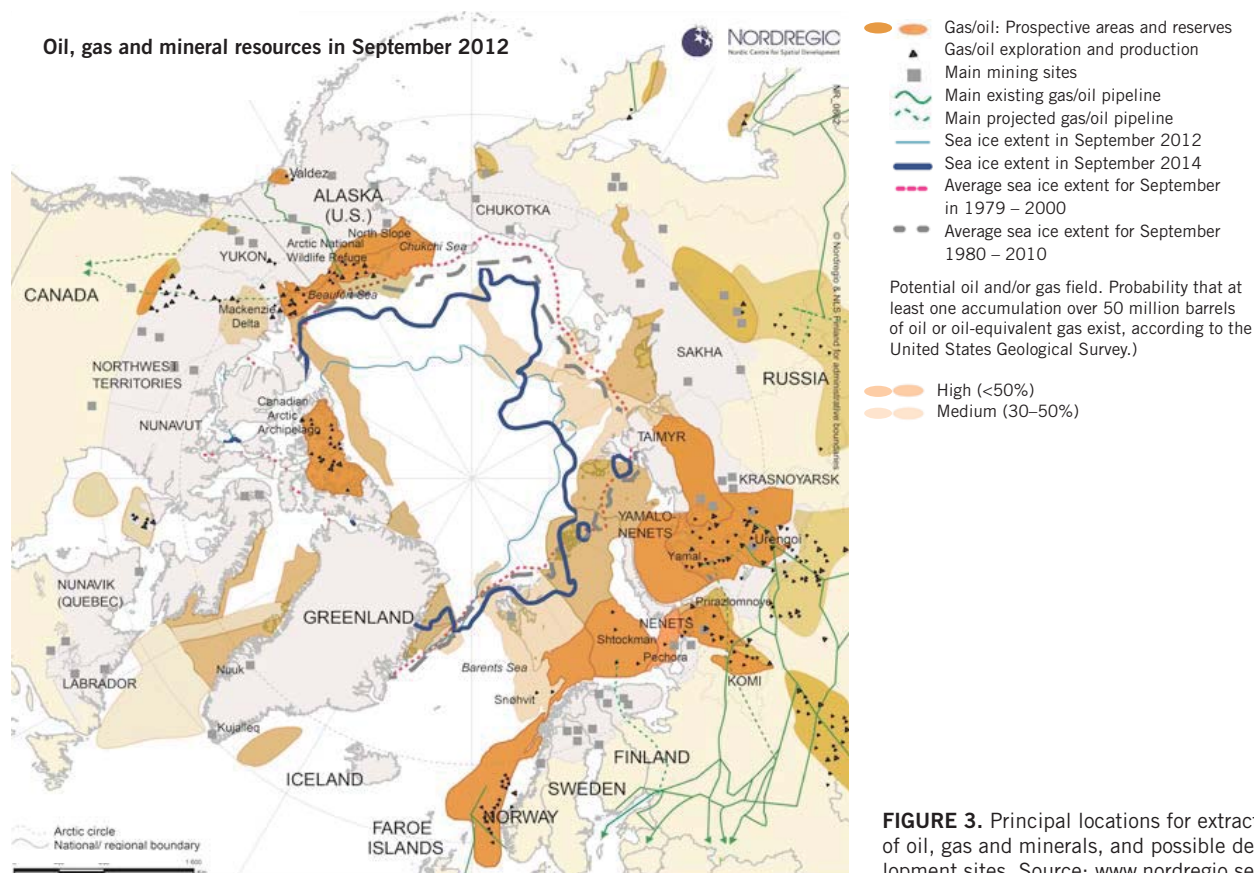 Oil, gas and mineral resources in September 2012
NORDREGIO
Nordic Centre for Spatial Development
Gas/oil: Prospective areas and reserves
Gas/oil exploration and production
Main mining sites
Main existing gas/oil pipeline
Main projected gas/oil pipeline
Sea ice extent in September 2012
Sea ice extent in September 2014
Average sea ice extent for September
in 1979 – 2000
Average sea ice extent for September
1980 – 2010
Potential oil and/or gas field. Probability that at
least one accumulation over 50 million barrels
of oil or oil-equivalent gas exist, according to the
United States Geological Survey.)
High (<50%)
Medium (30–50%)
© Nordregio & NLS Finland for administrative boundaries
Valdez
ALASKA
(U.S.)
CHUKOTKA
North Slope
Chukchi Sea
Arctic National
Wildlife Refuge
YUKON
Beaufort Sea
CANADA
Mackenzie
Delta
NORTHWEST
TERRITORIES
SAKHA
RUSSIA
Canadian
Arctic
Archipelago
NUNAVUT
TAIMYR
KRASNOYARSK
YAMALO-
NENETS
Urengoi
Yamal
NUNAVIK
(QUEBEC)
GREENLAND
Prirazlomnoye
NENETS
Shtockman
Pechora
Barents Sea
KOMI
LABRADOR
Nuuk
Snøhvit
Kujalleq
FINLAND
ICELAND
SWEDEN
NORWAY
FAROE
ISLANDS
Arctic circle
National/ regional boundary
Km
FIGURE 3. Principal locations for extract
of oil, gas and minerals, and possible de
lopment sites. Source: www.nordregio.se